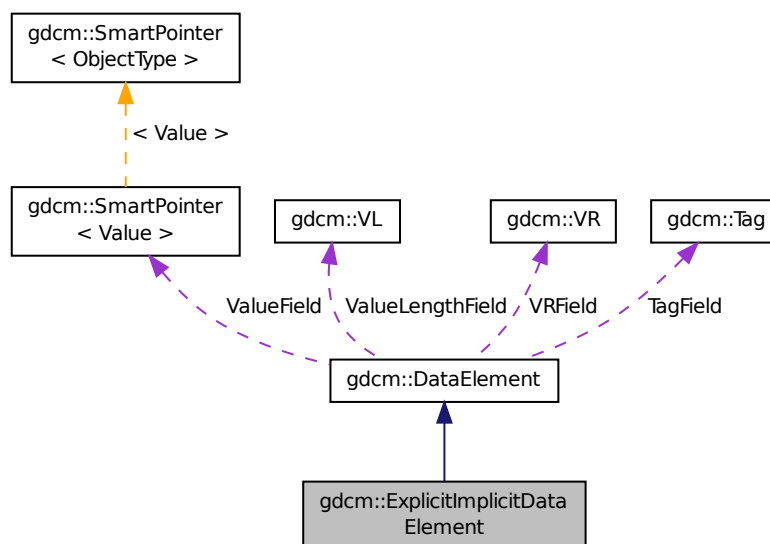 gdcm::SmartPointer
< ObjectType >
< Value >
gdcm::SmartPointer
< Value >
gdcm::VL
gdcm::VR
gdcm::Tag
ValueField
ValueLengthField
VRField
TagField
gdcm::DataElement
gdcm::ExplicitImplicitData
Element